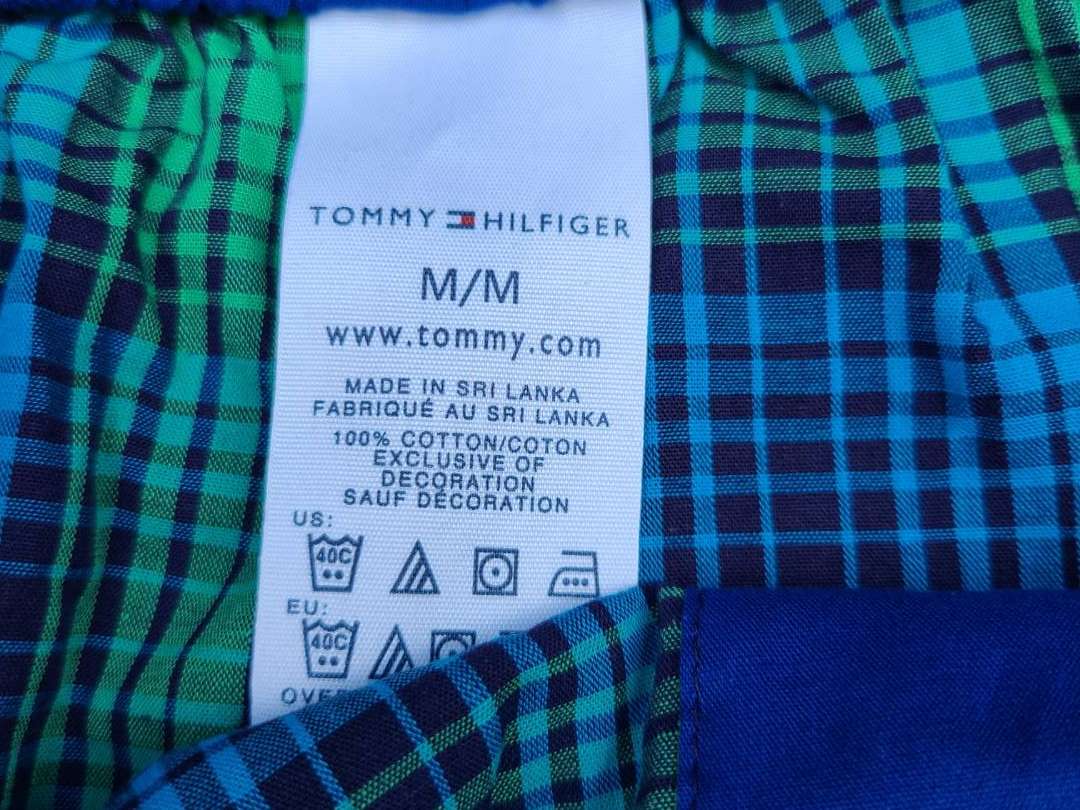 TOMMY HILFIGER
M/M
www.tommy.com
MADE IN SRI LANKA
FABRIQUÉ AU SRI LANKA
100% COTTON/COTON
EXCLUSIVE OF
DECORATION
SAUF DÉCORATION
US:
40C
EU:
40C